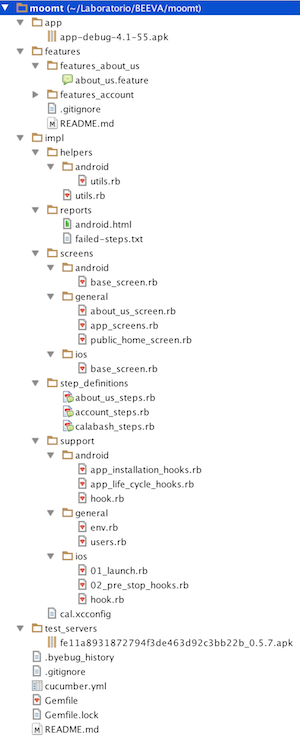 moomt (~/Laboratorio/BEEVA/moomt)
app
app-debug-4.1-55.apk
features
features_about_us
about_us.feature
features_account
.gitignore
README.md
impl
helpers
android
utils.rb
utils.rb
reports
android.html
failed-steps.txt
screens
android
base_screen.rb
general
about_us_screen.rb
app_screens.rb
public_home_screen.rb
ios
base_screen.rb
step_definitions
about_us_steps.rb
account_steps.rb
calabash_steps.rb
support
android
app_installation_hooks.rb
app_life_cycle_hooks.rb
hook.rb
general
env.rb
users.rb
ios
01_launch.rb
02_pre_stop_hooks.rb
hook.rb
cal.xcconfig
test_servers
fe11a8931872794f3de463d92c3bb22b_0.5.7.apk
.byebug_history
.gitignore
cucumber.yml
Gemfile
Gemfile.lock
README.md